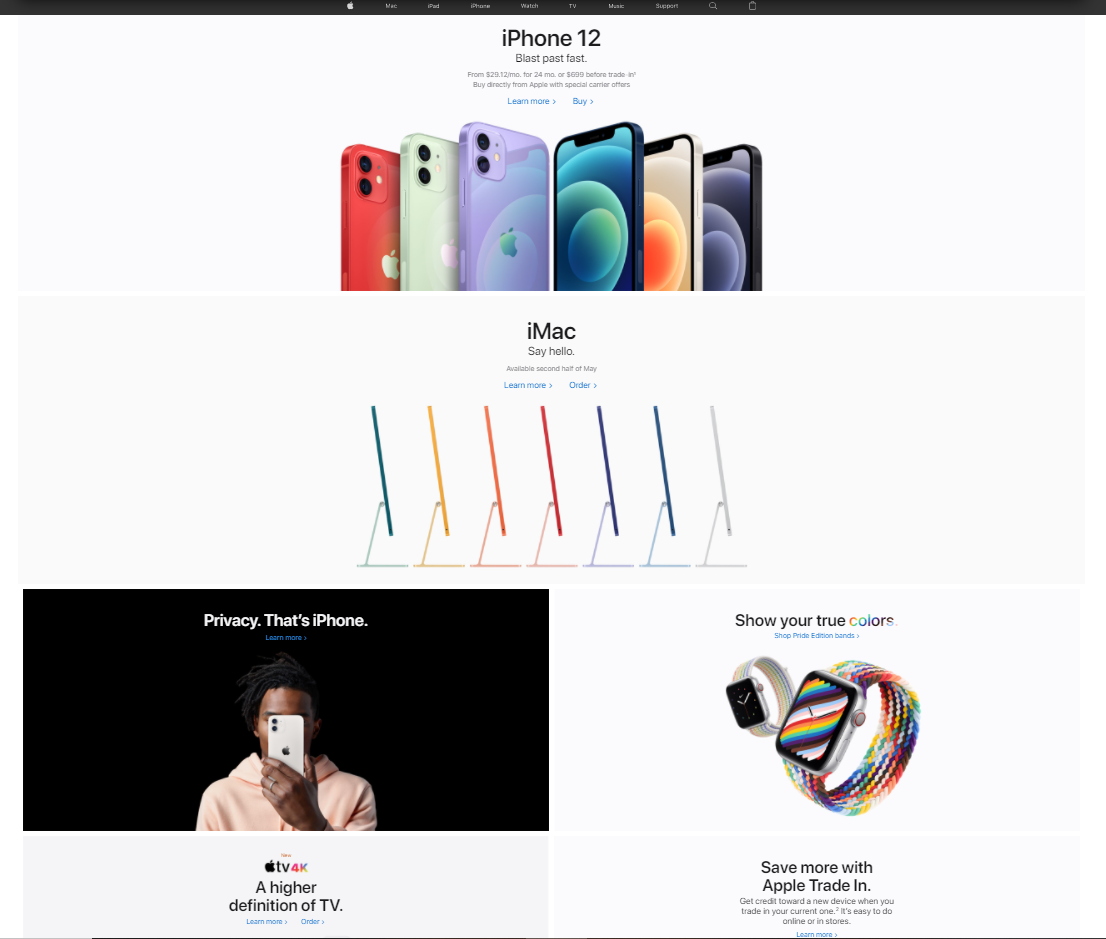 Mac
iPad
iPhone
Watch
TV
Music
Support
iPhone 12
Blast past fast.
From $29.12/mo. for 24 mo. or $699 before trade-in¹
Buy directly from Apple with special carrier offers
Learn more >
Buy >
iMac
Say hello.
Available second half of May
Learn more >
Order >
Privacy. That's iPhone.
Learn more >
Show your true colors.
Shop Pride Edition bands >
New
tv 4K
A higher
definition of TV.
Learn more >
Order >
Save more with
Apple Trade In.
Get credit toward a new device when you
trade in your current one.² It's easy to do
online or in stores.
Learn more >